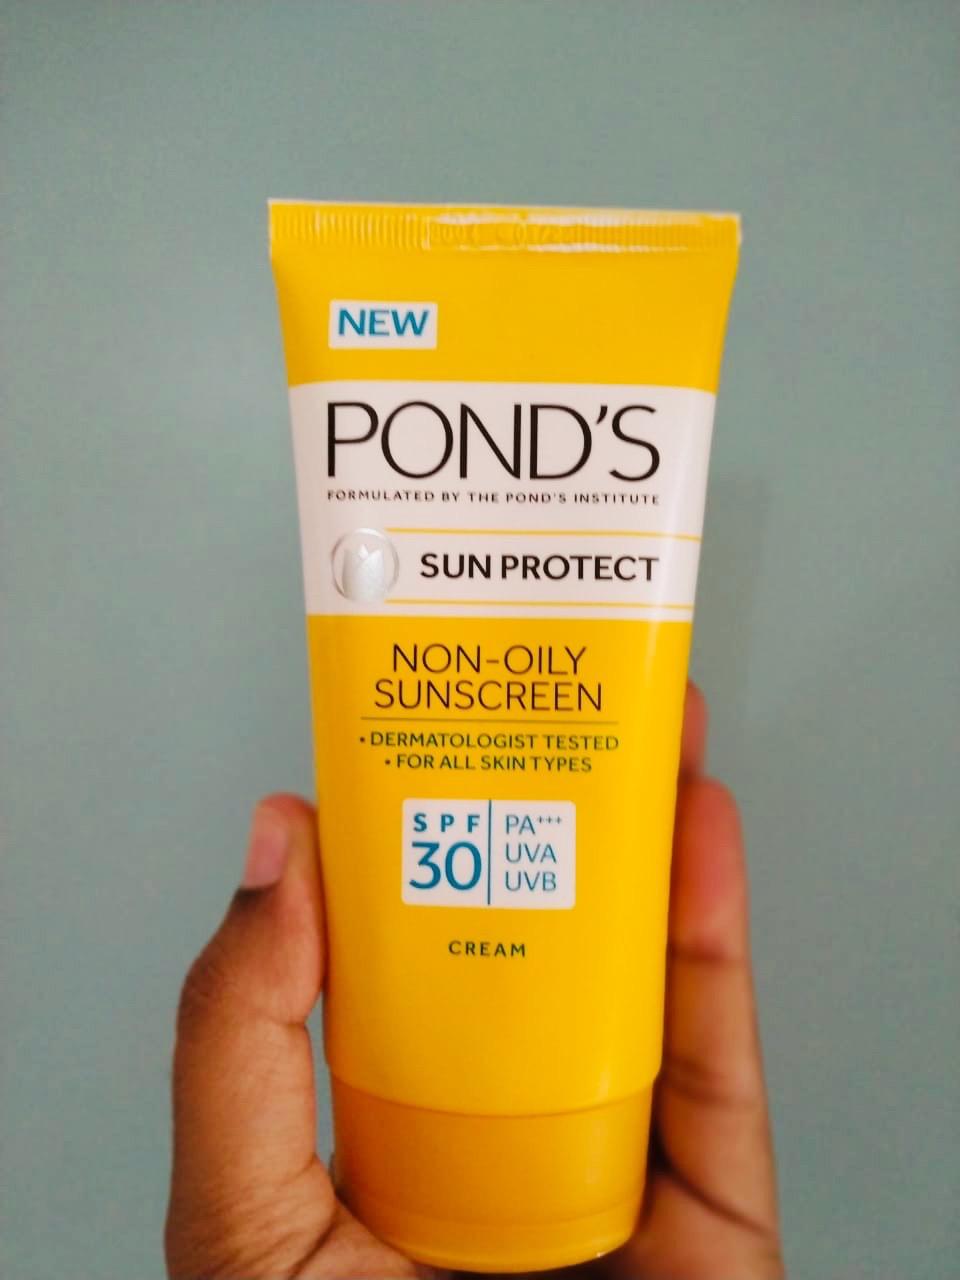 NEW
POND'S
FORMULATED BY THE POND'S INSTITUTE
SUN PROTECT
NON-OILY
SUNSCREEN
• DERMATOLOGIST TESTED
• FOR ALL SKIN TYPES
SPF
30
PA+++
UVA
UVB
CREAM